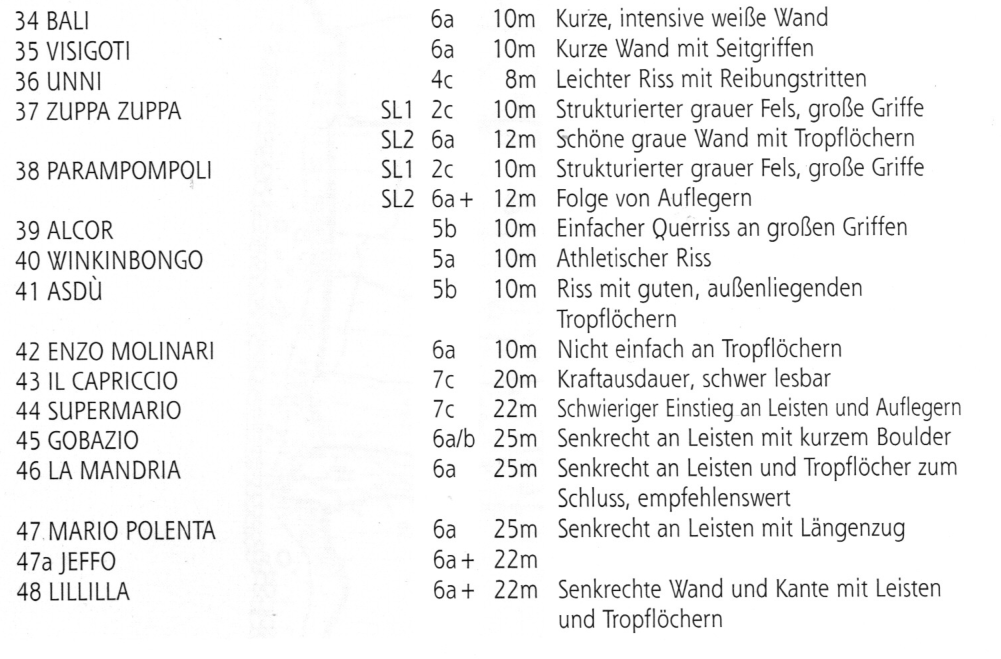 34 BALI 6a 10m Kurze, intensive weiße Wand
35 VISIGOTI 6a 10m Kurze Wand mit Seitgriffen
36 UNNI 4c 8m Leichter Riss mit Reibungstritten
37 ZUPPA ZUPPA SL1 2c 10m Strukturierter grauer Fels, große Griffe
SL2 6a 12m Schöne graue Wand mit Tropflöchern
38 PARAMPOMPOLI SL1 2c 10m Strukturierter grauer Fels, große Griffe
SL2 6a+ 12m Folge von Auflegern
39 ALCOR 5b 10m Einfacher Querriss an großen Griffen
40 WINKINBONGO 5a 10m Athletischer Riss
41 ASDÙ 5b 10m Riss mit guten, außenliegenden
Tropflöchern
42 ENZO MOLINARI 6a 10m Nicht einfach an Tropflöchern
43 IL CAPRICCIO 7c 20m Kraftausdauer, schwer lesbar
44 SUPERMARIO 7c 22m Schwieriger Einstieg an Leisten und Auflegern
45 GOBAZIO 6a/b 25m Senkrecht an Leisten mit kurzem Boulder
46 LA MANDRIA 6a 25m Senkrecht an Leisten und Tropflöcher zum
Schluss, empfehlenswert
47 MARIO POLENTA 6a 25m Senkrecht an Leisten mit Längenzug
47a JEFFO 6a+ 22m
48 LILLILLA 6a+ 22m Senkrechte Wand und Kante mit Leisten
und Tropflöchern